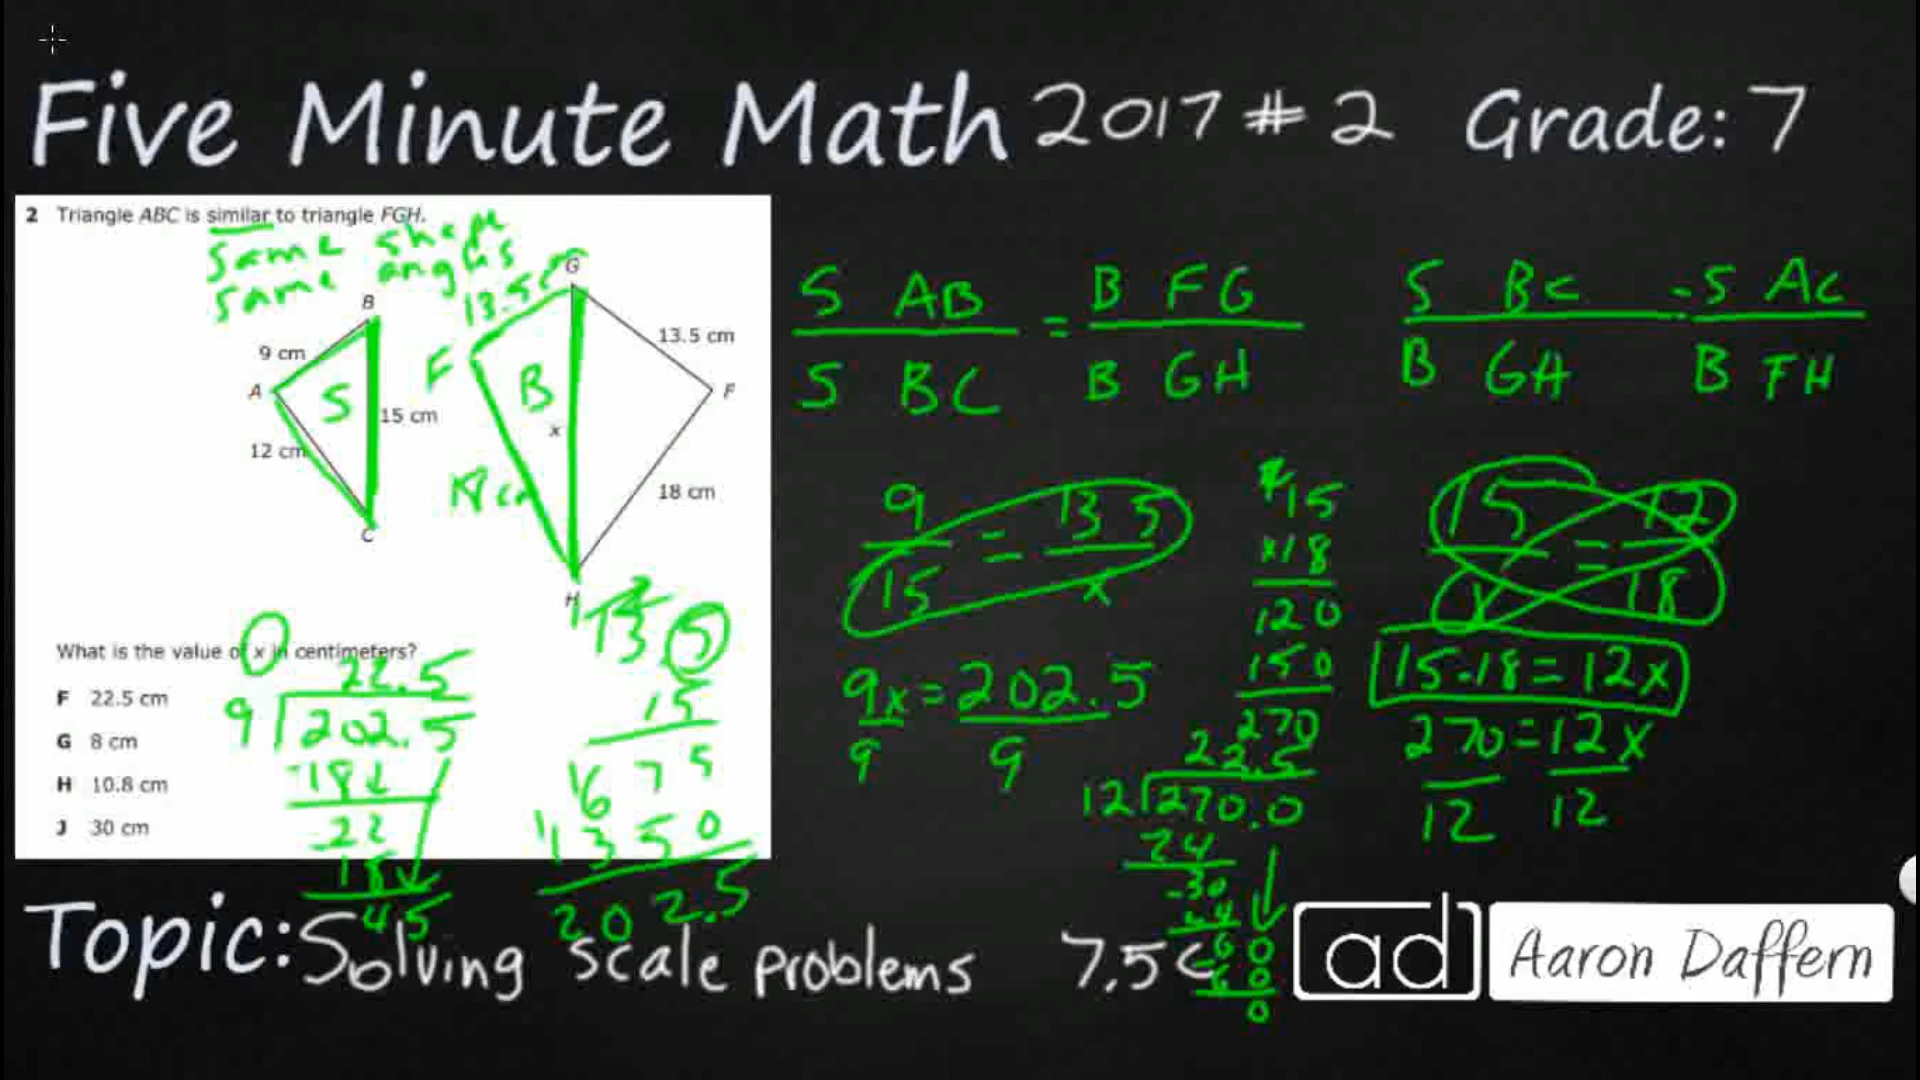 Five Minute Math 2017 # 2 Grade: 7
2 Triangle ABC is similar to triangle FGH.
same shape
same angles
13.5
G
B
9 cm
13.5 cm
A
S
F
B
F
15 cm
x
12 cm
18 cm
18 cm
C
H
What is the value of x in centimeters?
F 22.5 cm
G 8 cm
H 10.8 cm
J 30 cm
22.5
9 202.5
-18
22
18
45
13.5
15
675
1350
202.5
S AB = B FG
S BC B GH
S BC = S AC
B GH B FH
9 = 13.5
15 x
9x = 202.5
9 9
15
x18
120
150
270
15 = 12
x 18
15·18 = 12x
270 = 12x
12 12
22.5
12 270.0
24
-30
24
60
60
0
Topic: Solving scale problems 7.5C
ad Aaron Daffern